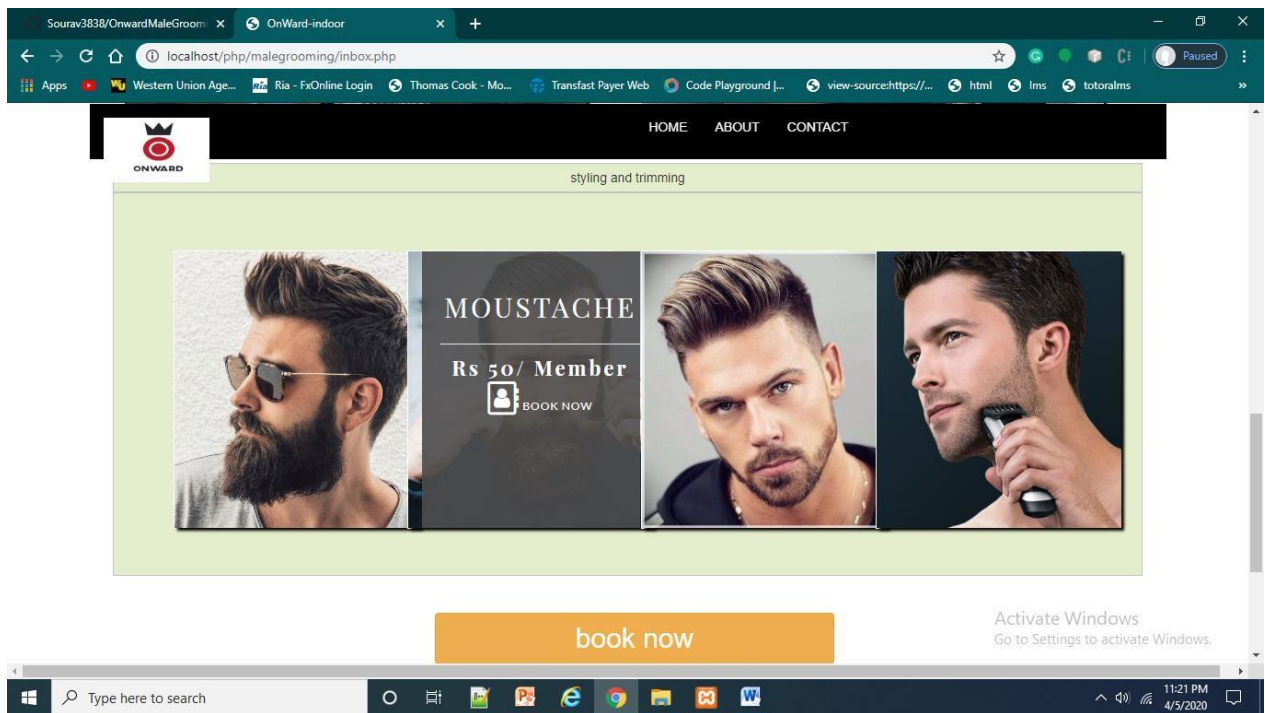 Sourav3838/OnwardMaleGroom
OnWard-indoor
localhost/php/malegrooming/inbox.php
Paused
Apps
Western Union Age...
Ria
Ria - FxOnline Login
Thomas Cook - Mo...
Transfast Payer Web
Code Playground |...
view-source:https://...
html
lms
totoralms
»
ONWARD
HOME ABOUT CONTACT
styling and trimming
MOUSTACHE
Rs 50/ Member
BOOK NOW
book now
Activate Windows
Go to Settings to activate Windows.
Type here to search
11:21 PM
4/5/2020